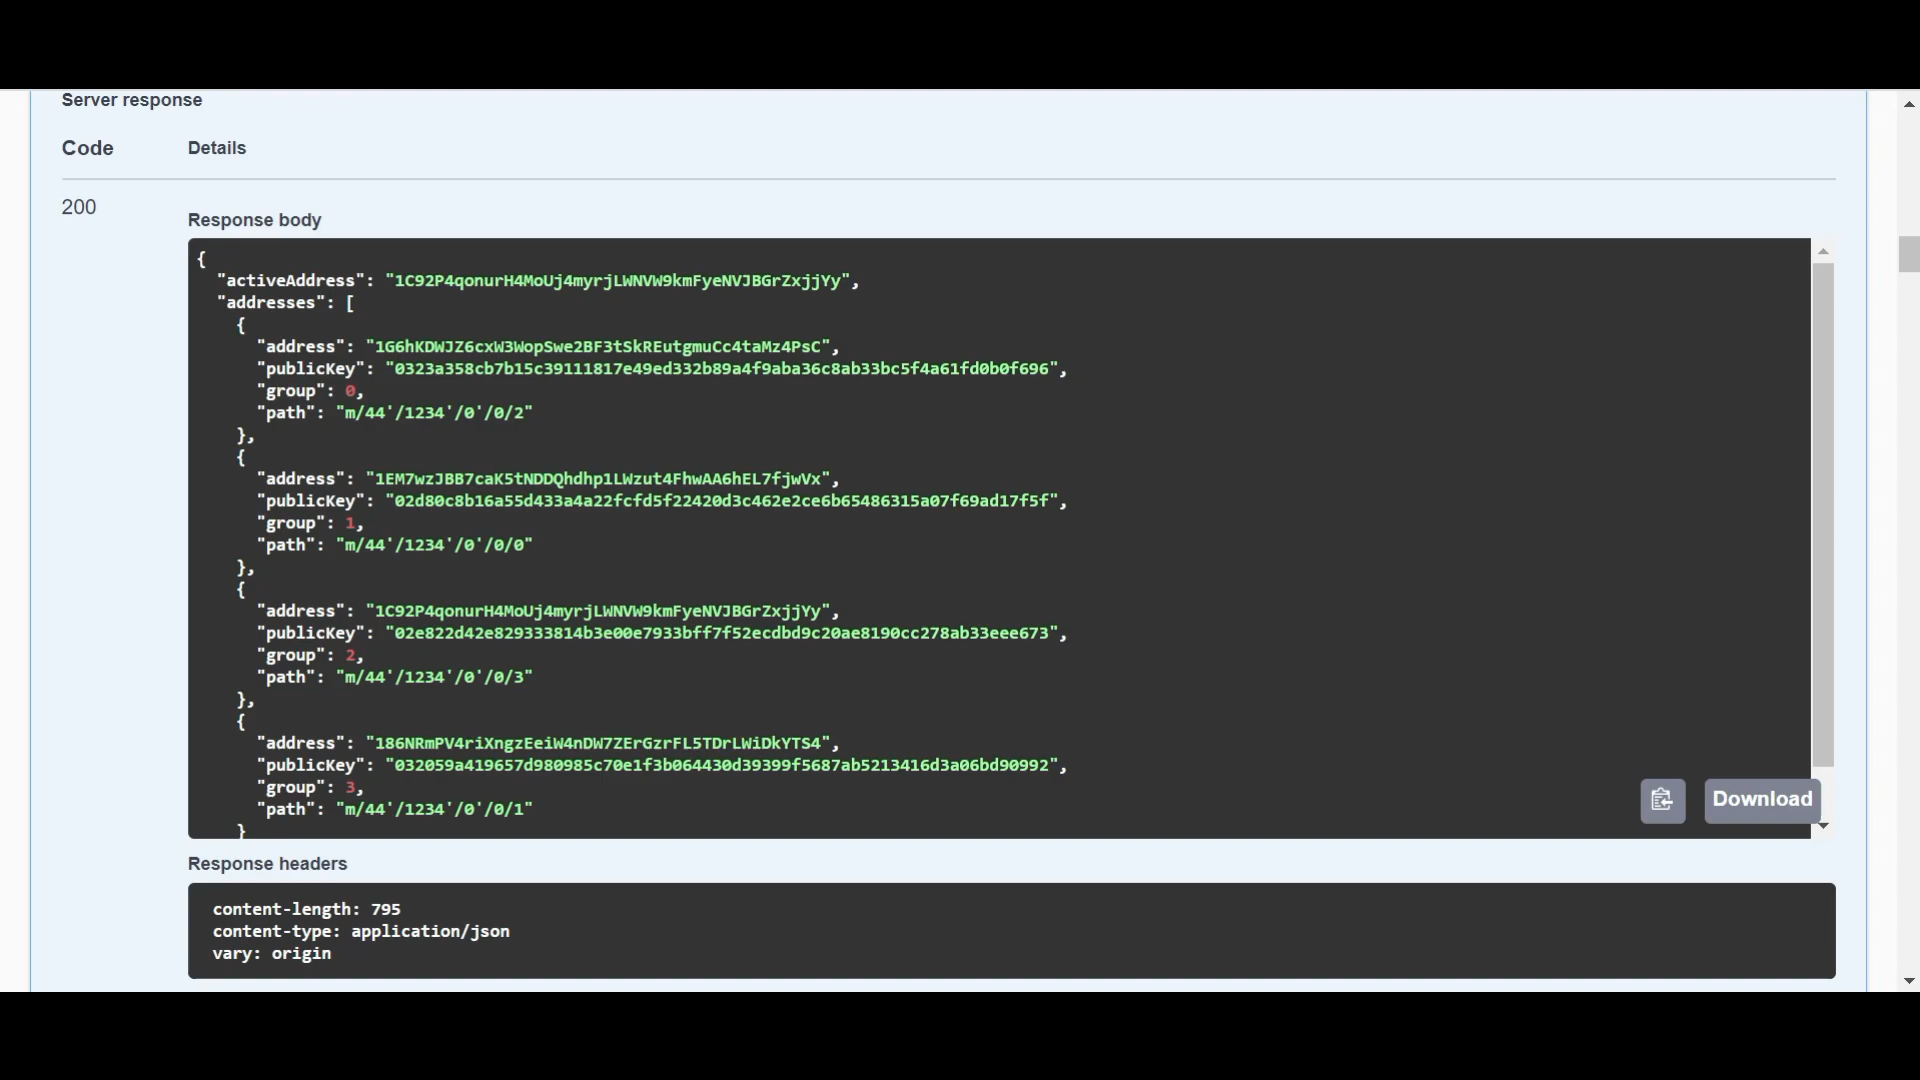 Server response
Code Details
200
Response body
{
"activeAddress": "1C92P4qonurH4MoUj4myrjLWNVW9kmFyeNVJBGrZxjjYy",
"addresses": [
{
"address": "1G6hKDWJZ6cxW3WopSwe2BF3tSkREutgmuCc4taMz4PsC",
"publicKey": "0323a358cb7b15c39111817e49ed332b89a4f9aba36c8ab33bc5f4a61fd0b0f696",
"group": 0,
"path": "m/44'/1234'/0'/0/2"
},
{
"address": "1EM7wzJBB7caK5tNDDQhdhp1LWzut4FhwAA6hEL7fjwVx",
"publicKey": "02d80c8b16a55d433a4a22fcfd5f22420d3c462e2ce6b65486315a07f69ad17f5f",
"group": 1,
"path": "m/44'/1234'/0'/0/0"
},
{
"address": "1C92P4qonurH4MoUj4myrjLWNVW9kmFyeNVJBGrZxjjYy",
"publicKey": "02e822d42e829333814b3e00e7933bff7f52ecdbd9c20ae8190cc278ab33eee673",
"group": 2,
"path": "m/44'/1234'/0'/0/3"
},
{
"address": "186NRmPV4riXngzEeiW4nDW7ZErGzrFL5TDrLWiDkYTS4",
"publicKey": "032059a419657d980985c70e1f3b064430d39399f5687ab5213416d3a06bd90992",
"group": 3,
"path": "m/44'/1234'/0'/0/1"
}
Download
Response headers
content-length: 795
content-type: application/json
vary: origin